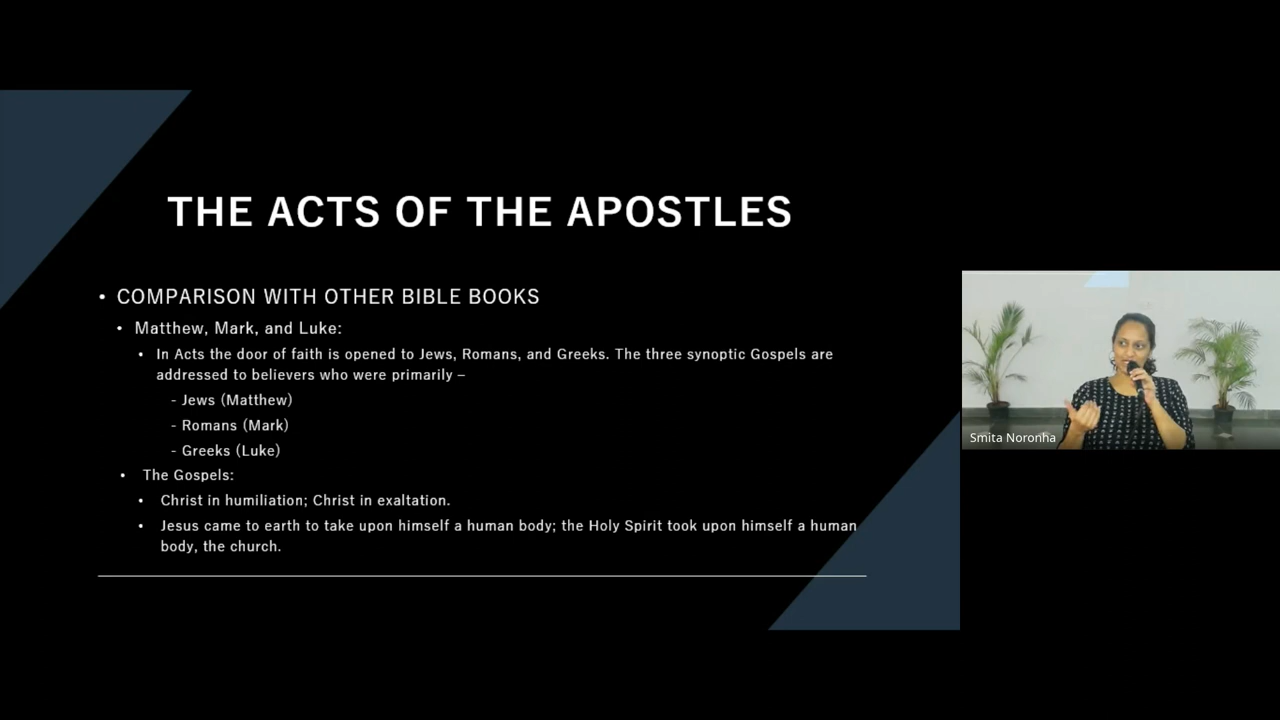 THE ACTS OF THE APOSTLES
• COMPARISON WITH OTHER BIBLE BOOKS
• Matthew, Mark, and Luke:
• In Acts the door of faith is opened to Jews, Romans, and Greeks. The three synoptic Gospels are
addressed to believers who were primarily –
- Jews (Matthew)
- Romans (Mark)
- Greeks (Luke)
• The Gospels:
• Christ in humiliation; Christ in exaltation.
• Jesus came to earth to take upon himself a human body; the Holy Spirit took upon himself a human
body, the church.
Smita Noronha